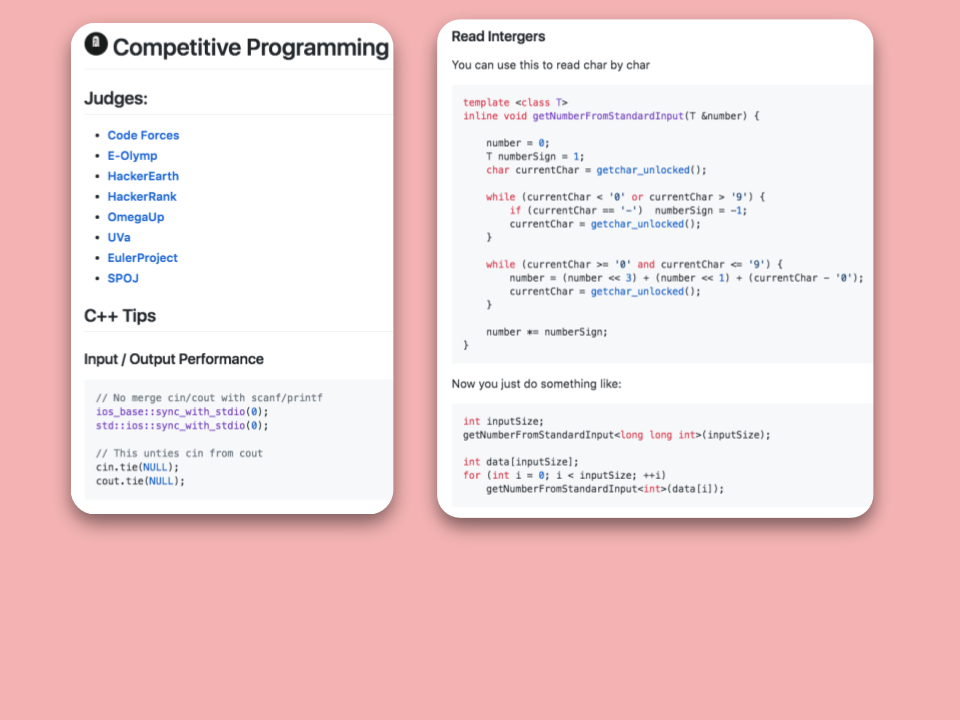 Competitive Programming
Judges:
• Code Forces
• E-Olymp
• HackerEarth
• HackerRank
• OmegaUp
• UVa
• EulerProject
• SPOJ
C++ Tips
Input / Output Performance
// No merge cin/cout with scanf/printf
ios_base::sync_with_stdio(0);
std::ios::sync_with_stdio(0);
// This unties cin from cout
cin.tie(NULL);
cout.tie(NULL);
Read Intergers
You can use this to read char by char
template <class T>
inline void getNumberFromStandardInput(T &number) {
number = 0;
T numberSign = 1;
char currentChar = getchar_unlocked();
while (currentChar < '0' or currentChar > '9') {
if (currentChar == '-')  numberSign = -1;
currentChar = getchar_unlocked();
}
while (currentChar >= '0' and currentChar <= '9') {
number = (number << 3) + (number << 1) + (currentChar - '0');
currentChar = getchar_unlocked();
}
number *= numberSign;
}
Now you just do something like:
int inputSize;
getNumberFromStandardInput<long long int>(inputSize);
int data[inputSize];
for (int i = 0; i < inputSize; ++i)
getNumberFromStandardInput<int>(data[i]);